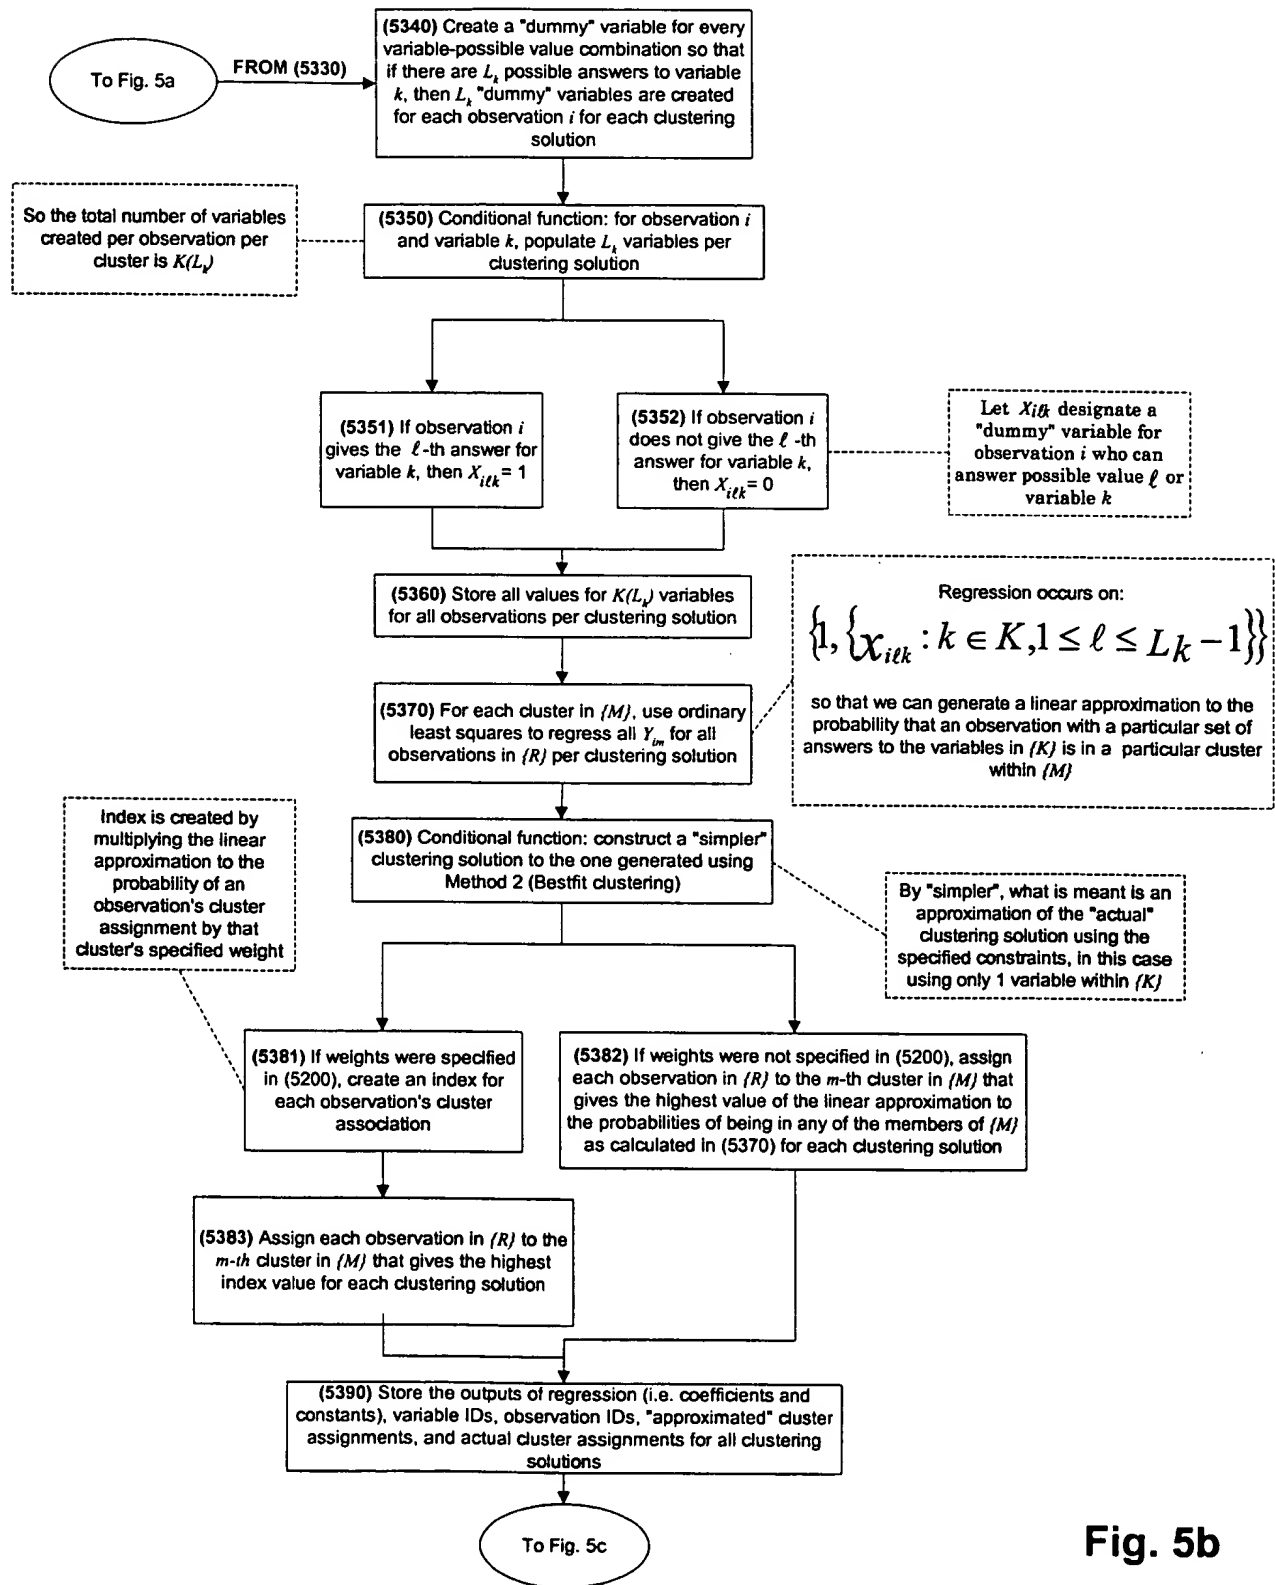 (5340) Create a "dummy" variable for every
variable-possible value combination so that
if there are Lk possible answers to variable
k, then Lk "dummy" variables are created
for each observation i for each clustering
solution
To Fig. 5a
FROM (5330)
So the total number of variables
created per observation per
cluster is K(Lk)
(5350) Conditional function: for observation i
and variable k, populate Lk variables per
clustering solution
(5351) If observation i
gives the ℓ-th answer for
variable k, then Xiℓk = 1
(5352) If observation i
does not give the ℓ -th
answer for variable k,
then Xiℓk = 0
Let Xiℓk designate a
"dummy" variable for
observation i who can
answer possible value ℓ or
variable k
(5360) Store all values for K(Lk) variables
for all observations per clustering solution
Regression occurs on:
{1, {Xiℓk : k ∈ K, 1 ≤ ℓ ≤ Lk − 1}}
so that we can generate a linear approximation to the
probability that an observation with a particular set of
answers to the variables in {K} is in a particular cluster
within {M}
(5370) For each cluster in {M}, use ordinary
least squares to regress all Yim for all
observations in {R} per clustering solution
Index is created by
multiplying the linear
approximation to the
probability of an
observation's cluster
assignment by that
cluster's specified weight
(5380) Conditional function: construct a "simpler"
clustering solution to the one generated using
Method 2 (Bestfit clustering)
By "simpler", what is meant is an
approximation of the "actual"
clustering solution using the
specified constraints, in this case
using only 1 variable within {K}
(5381) If weights were specified
in (5200), create an index for
each observation's cluster
association
(5382) If weights were not specified in (5200), assign
each observation in {R} to the m-th cluster in {M} that
gives the highest value of the linear approximation to
the probabilities of being in any of the members of {M}
as calculated in (5370) for each clustering solution
(5383) Assign each observation in {R} to the
m-th cluster in {M} that gives the highest
index value for each clustering solution
(5390) Store the outputs of regression (i.e. coefficients and
constants), variable IDs, observation IDs, "approximated" cluster
assignments, and actual cluster assignments for all clustering
solutions
To Fig. 5c
Fig. 5b